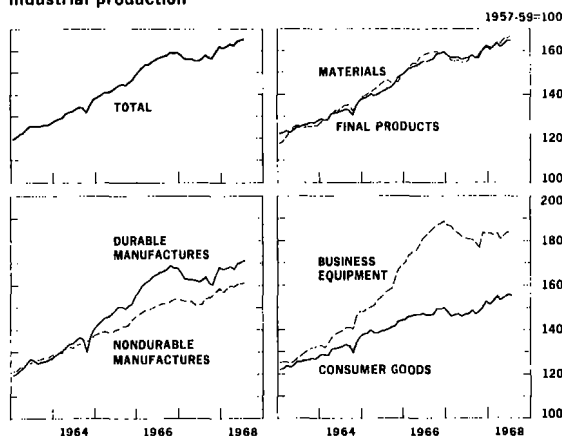 Industrial production
1957-59=100
160
140
120
100
TOTAL
MATERIALS
FINAL PRODUCTS
200
180
160
140
120
100
DURABLE
MANUFACTURES
NONDURABLE
MANUFACTURES
BUSINESS
EQUIPMENT
CONSUMER GOODS
1964 1966 1968
1964 1966 1968